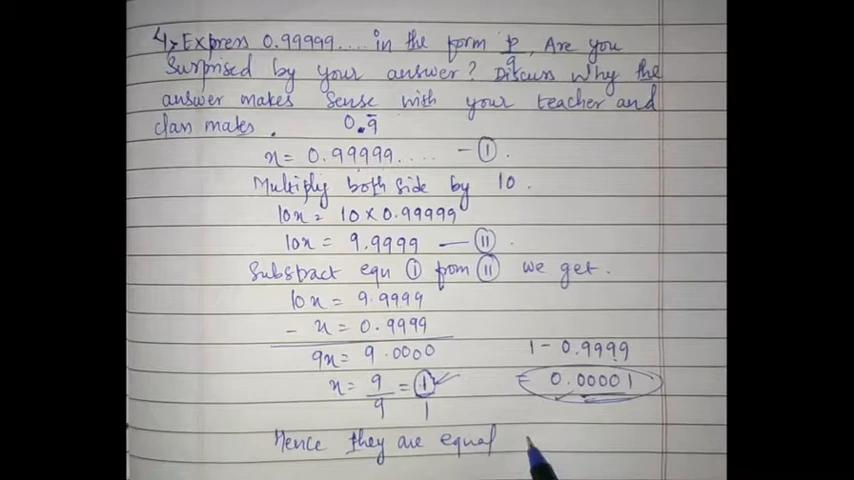 4> Express 0.99999.... in the form p/q, Are you
Surprised by your answer? Discuss why the
answer makes sense with your teacher and
class mates. 0.9̅
x = 0.99999.... — (I).
Multiply both side by 10.
10x = 10 × 0.99999
10x = 9.9999 — (II).
Substract equ (I) from (II) we get.
10x = 9.9999
- x = 0.9999
9x = 9.0000 1 - 0.9999
x = 9/9 = 1/1 = 0.00001
Hence they are equal